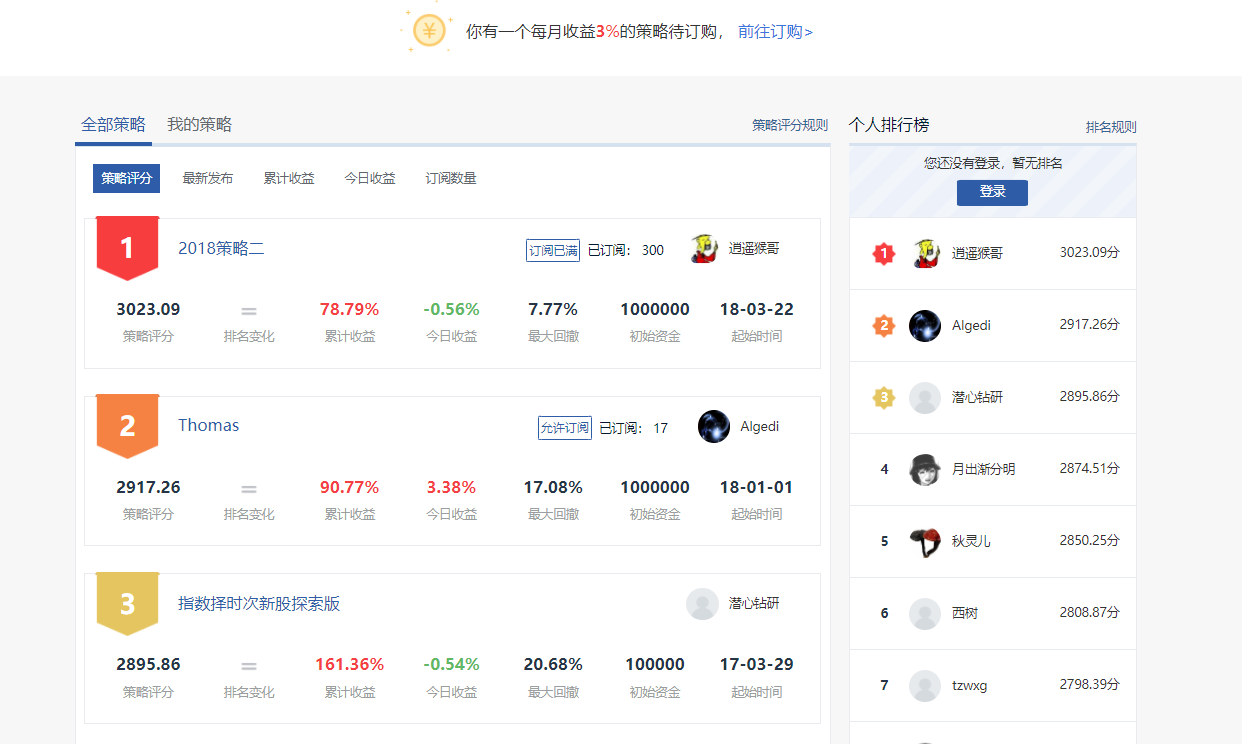 你有一个每月收益3%的策略待订购， 前往订购>
全部策略 我的策略 策略评分规则
策略评分 最新发布 累计收益 今日收益 订阅数量
1 2018策略二 订阅已满 已订阅： 300 逍遥猴哥
3023.09 = 78.79% -0.56% 7.77% 1000000 18-03-22
策略评分 排名变化 累计收益 今日收益 最大回撤 初始资金 起始时间
2 Thomas 允许订阅 已订阅： 17 Algedi
2917.26 = 90.77% 3.38% 17.08% 1000000 18-01-01
策略评分 排名变化 累计收益 今日收益 最大回撤 初始资金 起始时间
3 指数择时次新股探索版 潜心钻研
2895.86 = 161.36% -0.54% 20.68% 100000 17-03-29
策略评分 排名变化 累计收益 今日收益 最大回撤 初始资金 起始时间
个人排行榜 排名规则
您还没有登录，暂无排名
登录
1 逍遥猴哥 3023.09分
2 Algedi 2917.26分
3 潜心钻研 2895.86分
4 月出渐分明 2874.51分
5 秋灵儿 2850.25分
6 西树 2808.87分
7 tzwxg 2798.39分